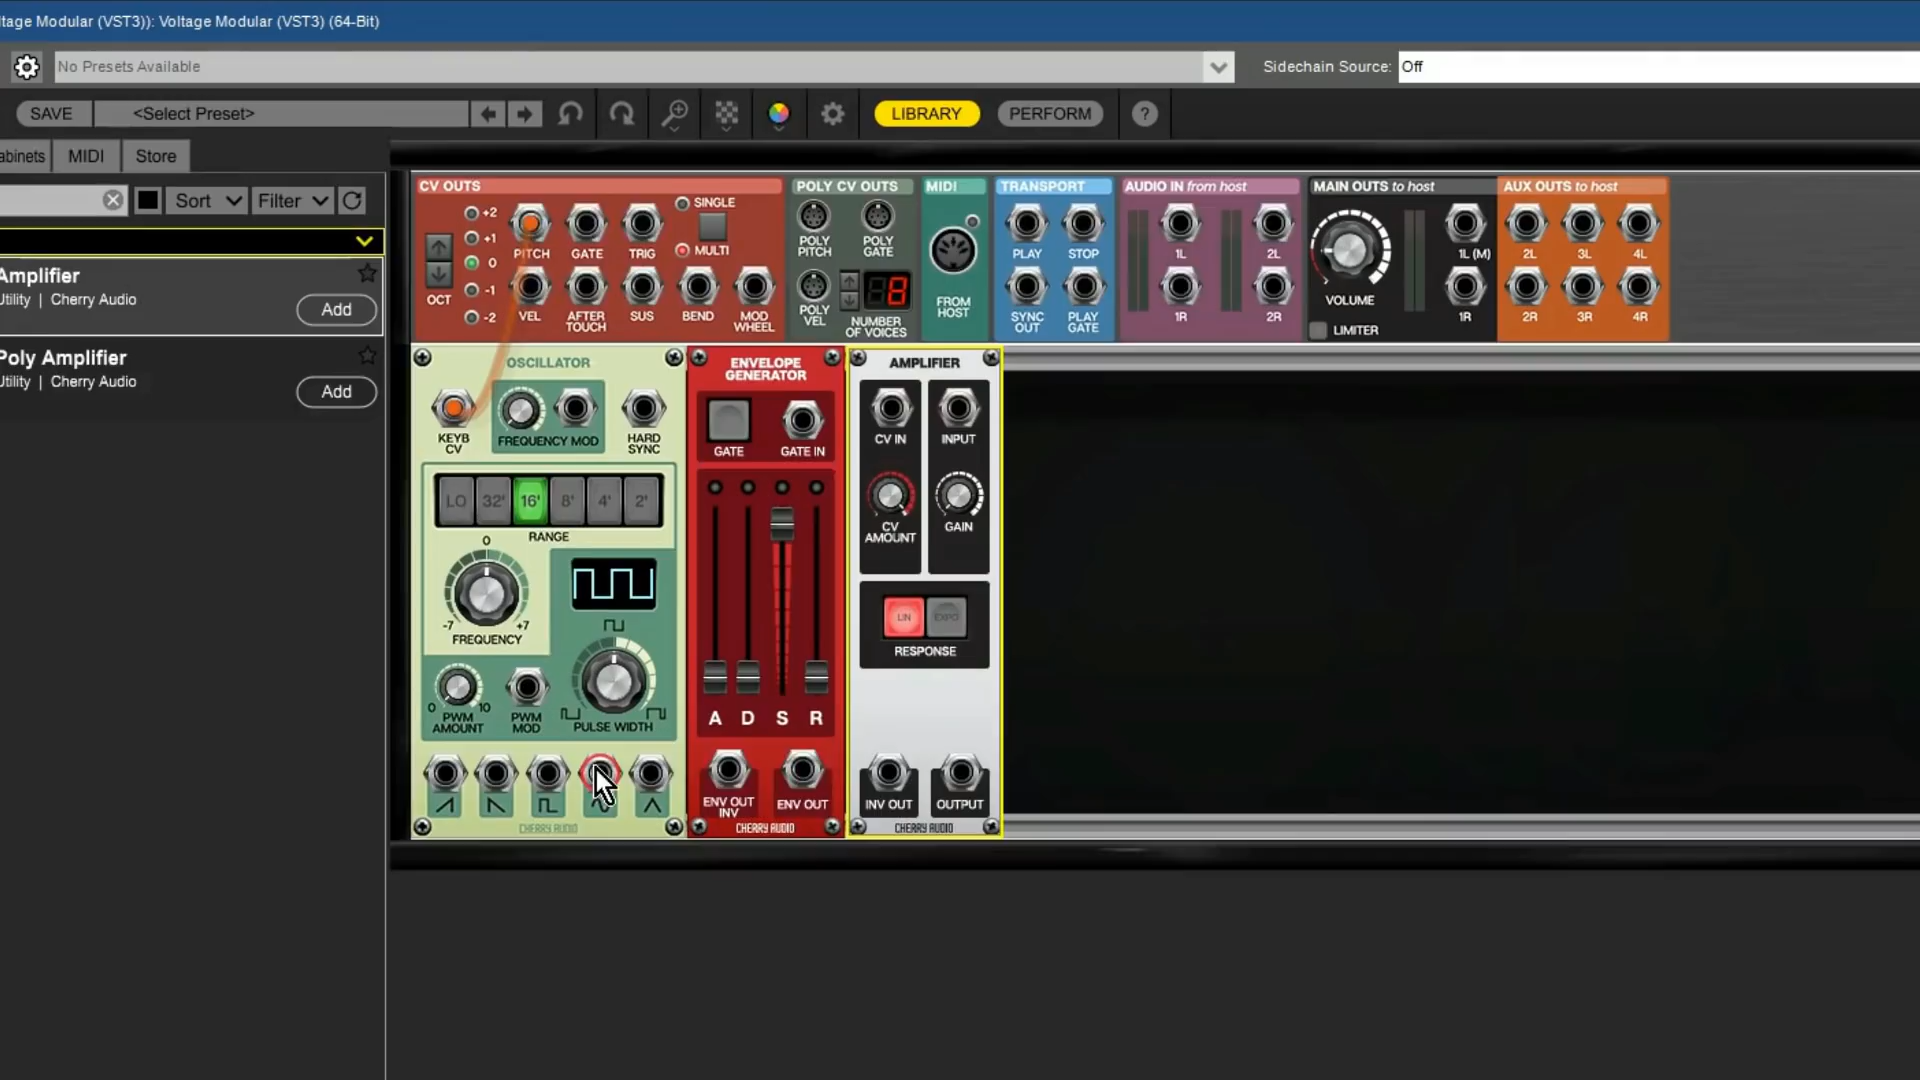 ltage Modular (VST3)): Voltage Modular (VST3) (64-Bit)
No Presets Available
Sidechain Source: Off
SAVE <Select Preset> LIBRARY PERFORM ?
abinets MIDI Store
Sort Filter
Amplifier
Utility | Cherry Audio
Add
Poly Amplifier
Utility | Cherry Audio
Add
CV OUTS
+2
+1
0
-1
-2
OCT
PITCH GATE TRIG
SINGLE
MULTI
VEL AFTER TOUCH SUS BEND MOD WHEEL
POLY CV OUTS
POLY PITCH
POLY GATE
POLY VEL
8
NUMBER OF VOICES
MIDI
FROM HOST
TRANSPORT
PLAY STOP
SYNC OUT
PLAY GATE
AUDIO IN from host
1L 2L
1R 2R
MAIN OUTS to host
VOLUME
LIMITER
1L (M)
1R
AUX OUTS to host
2L 3L 4L
2R 3R 4R
OSCILLATOR
KEYB CV
FREQUENCY MOD
HARD SYNC
LO 32' 16' 8' 4' 2'
RANGE
0
-7 +7
FREQUENCY
0 10
PWM AMOUNT
PWM MOD
PULSE WIDTH
CHERRY AUDIO
ENVELOPE GENERATOR
GATE GATE IN
A D S R
ENV OUT INV
ENV OUT
CHERRY AUDIO
AMPLIFIER
CV IN INPUT
CV AMOUNT
GAIN
LIN EXPO
RESPONSE
INV OUT OUTPUT
CHERRY AUDIO